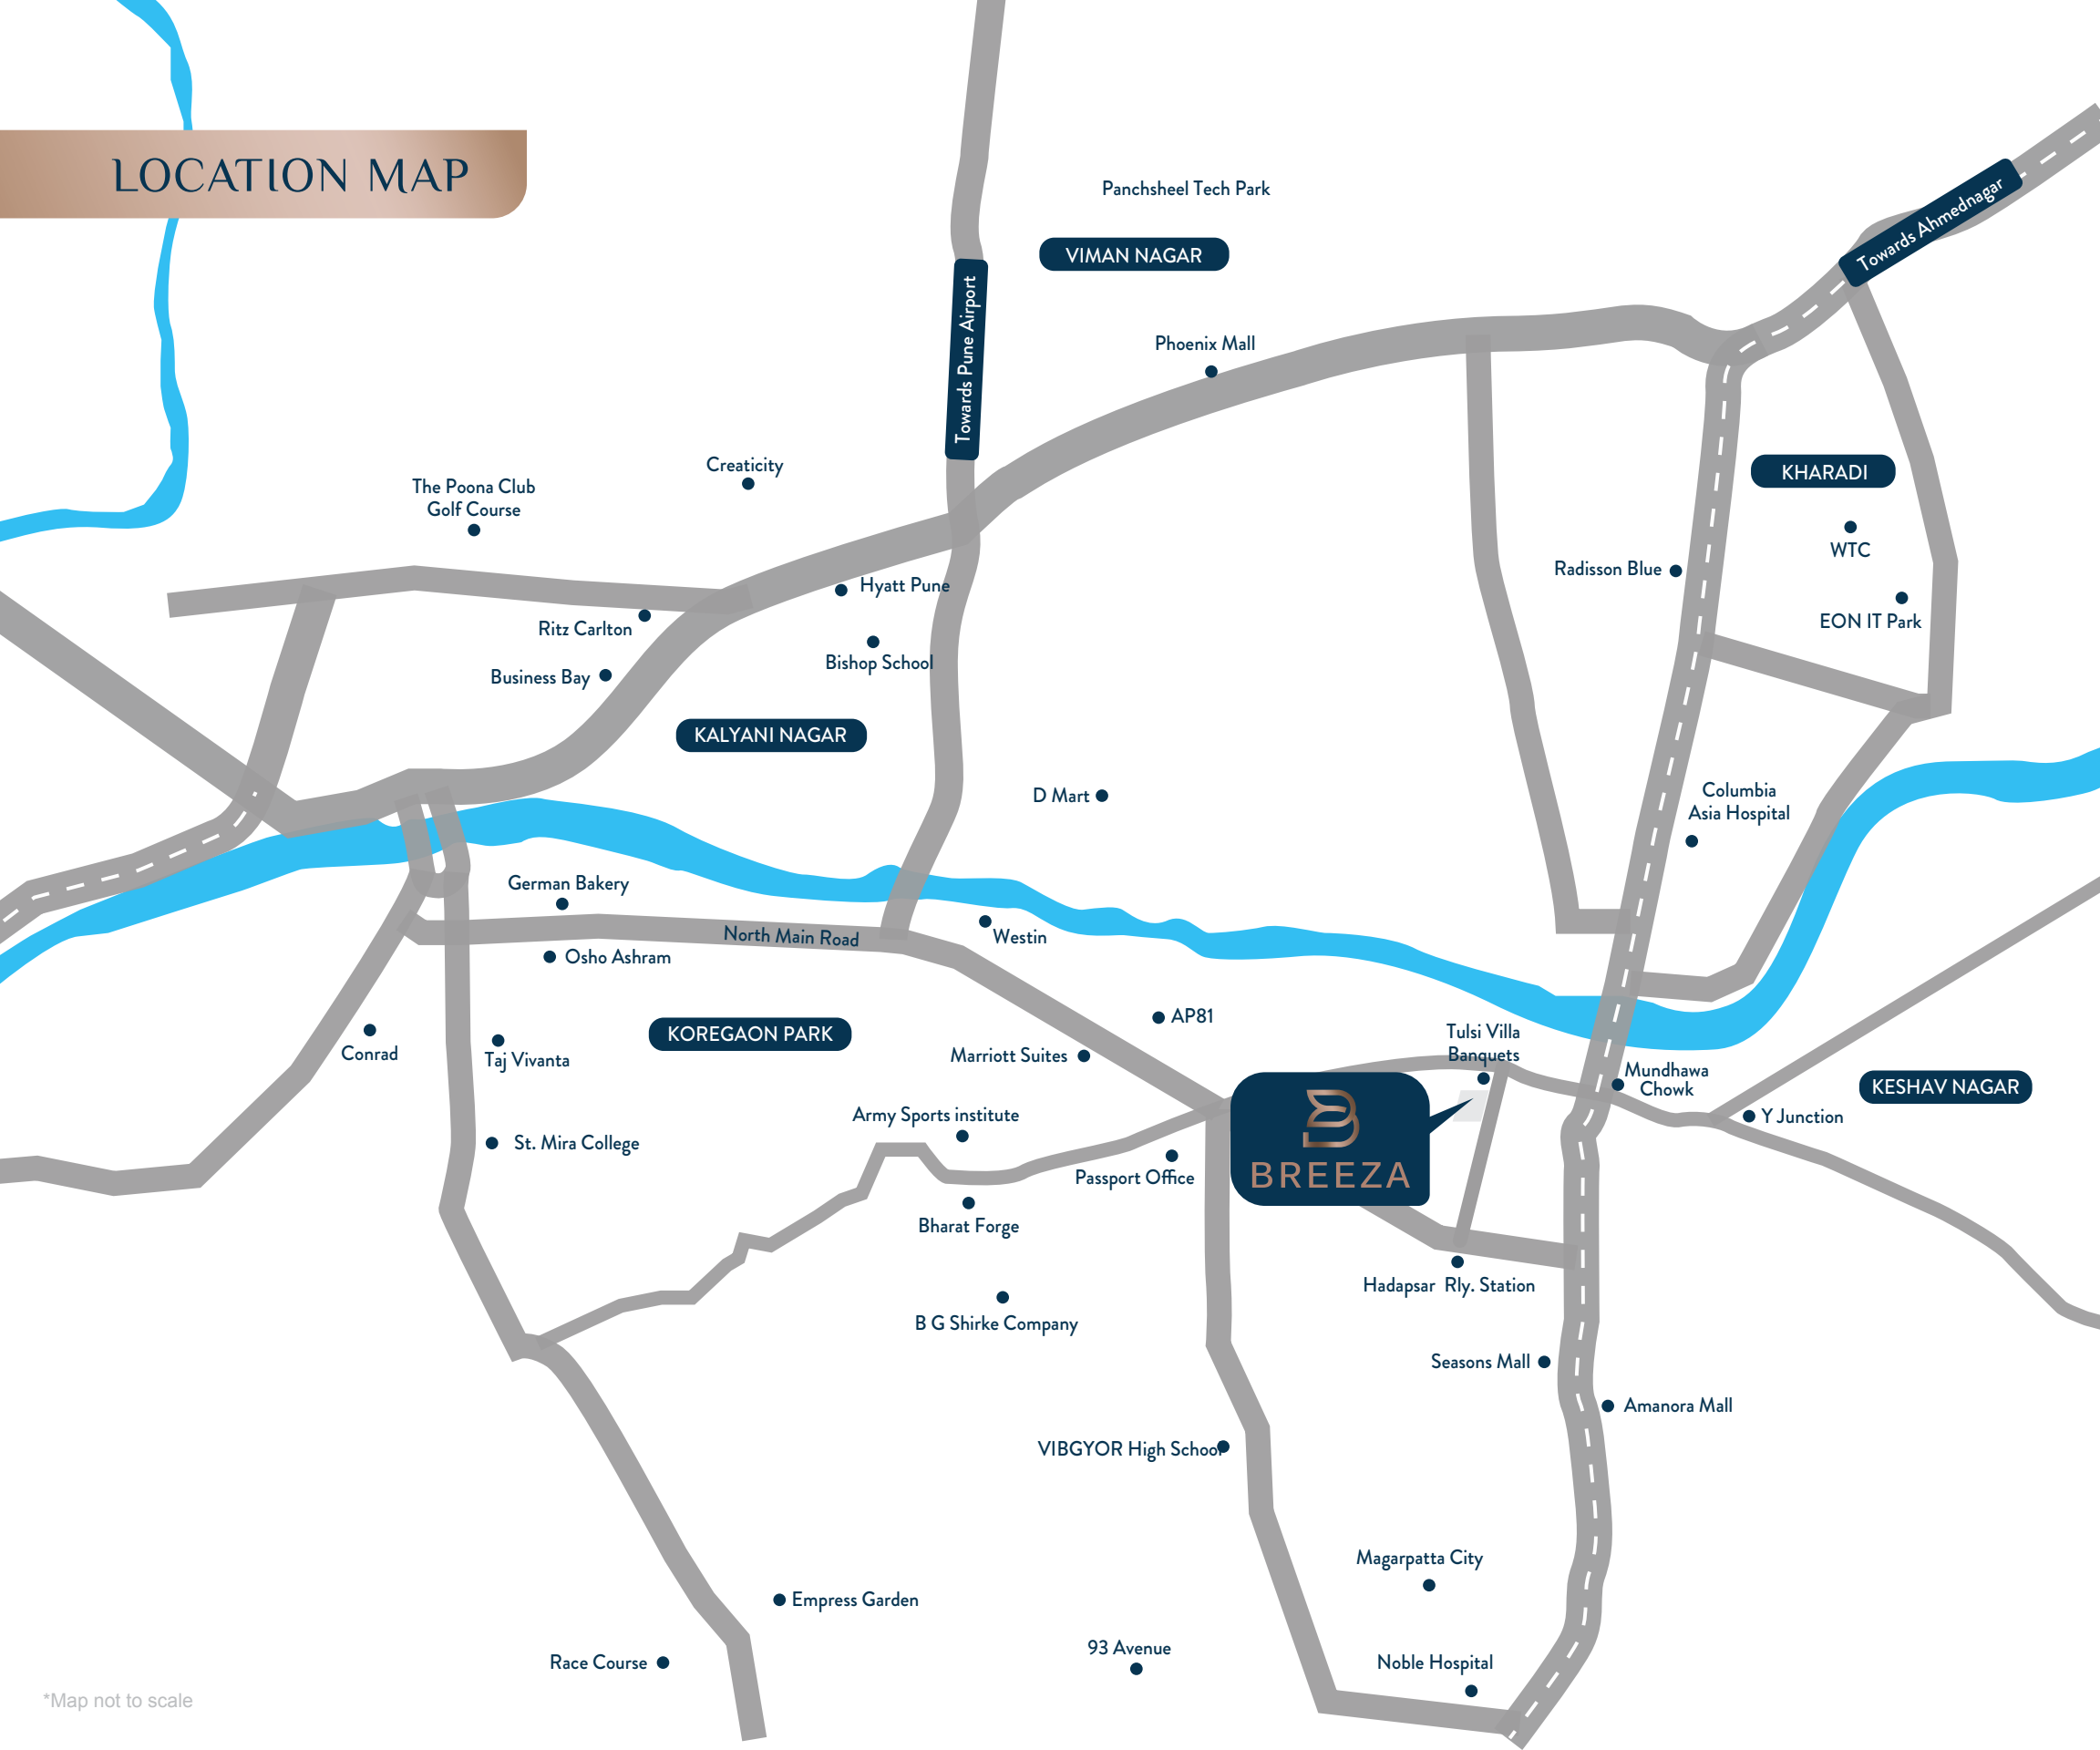 LOCATION MAP
Panchsheel Tech Park
VIMAN NAGAR
Towards Ahmednagar
Towards Pune Airport
Phoenix Mall
Creaticity
The Poona Club
Golf Course
KHARADI
WTC
Radisson Blue
EON IT Park
Hyatt Pune
Ritz Carlton
Bishop School
Business Bay
KALYANI NAGAR
D Mart
Columbia
Asia Hospital
German Bakery
North Main Road
Westin
Osho Ashram
AP81
KOREGAON PARK
Conrad
Taj Vivanta
Marriott Suites
Tulsi Villa
Banquets
Mundhawa
Chowk
KESHAV NAGAR
Y Junction
Army Sports institute
St. Mira College
Passport Office
BREEZA
Bharat Forge
Hadapsar Rly. Station
B G Shirke Company
Seasons Mall
Amanora Mall
VIBGYOR High School
Magarpatta City
Empress Garden
93 Avenue
Race Course
Noble Hospital
*Map not to scale